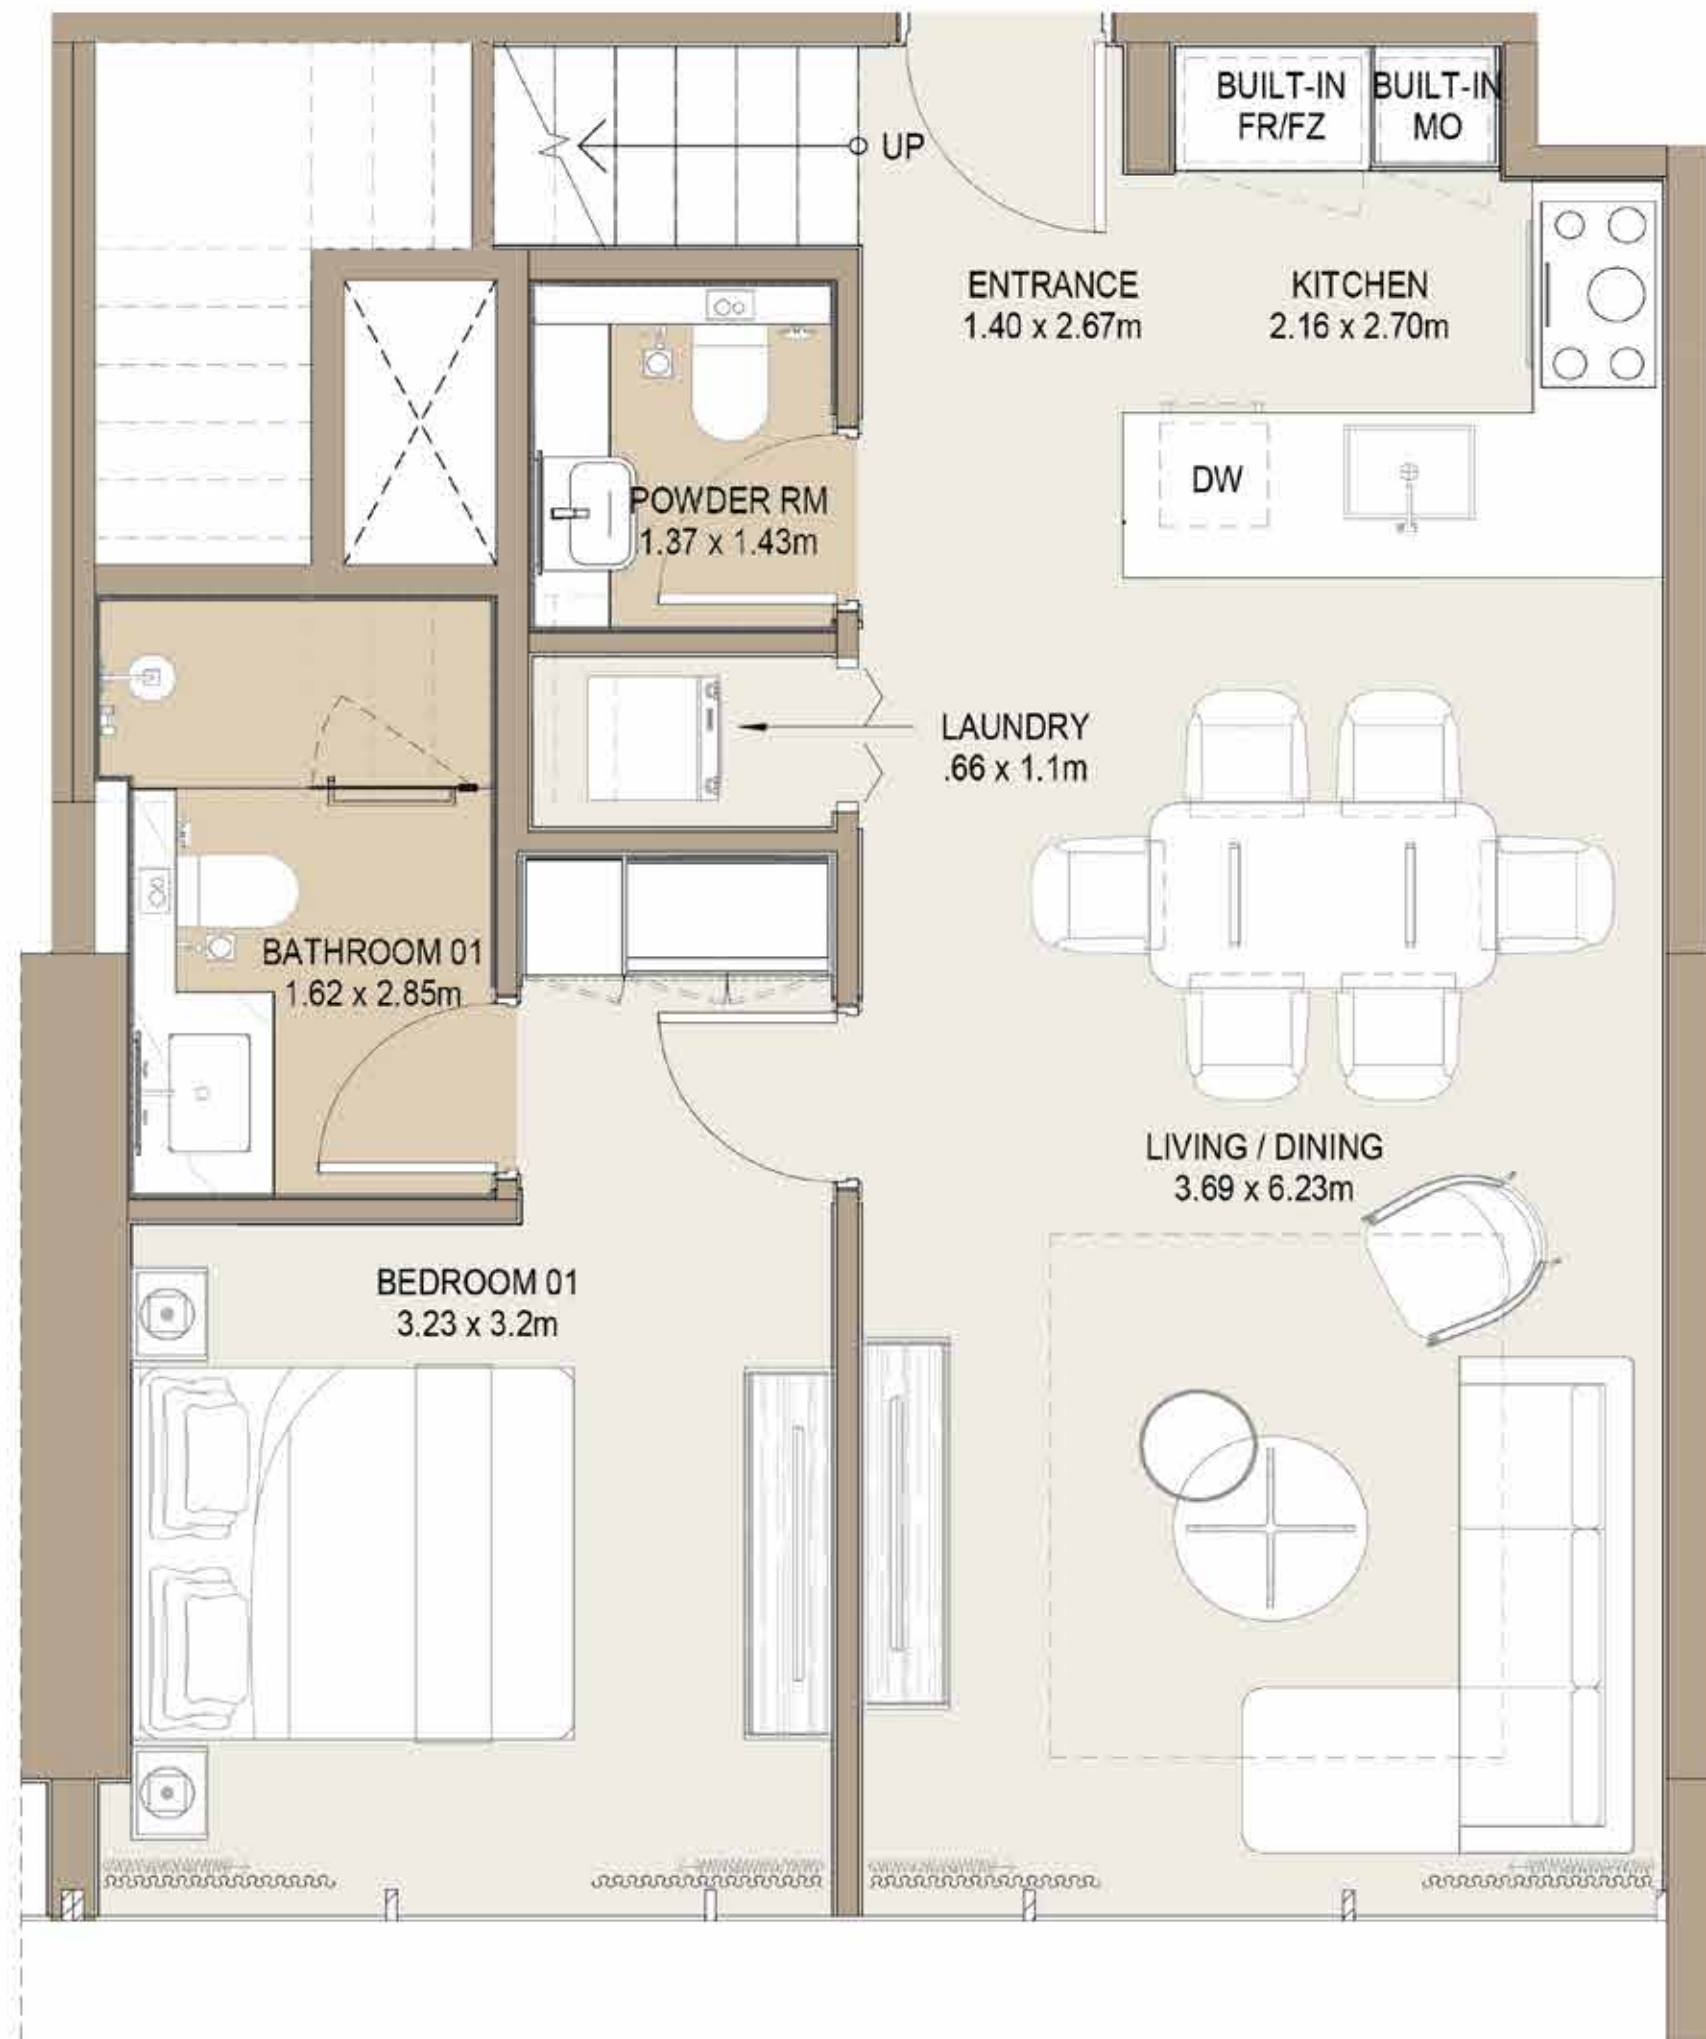 BUILT-IN
FR/FZ
BUILT-IN
MO
UP
ENTRANCE
1.40 x 2.67m
KITCHEN
2.16 x 2.70m
DW
POWDER RM
1.37 x 1.43m
LAUNDRY
.66 x 1.1m
BATHROOM 01
1.62 x 2.85m
LIVING / DINING
3.69 x 6.23m
BEDROOM 01
3.23 x 3.2m